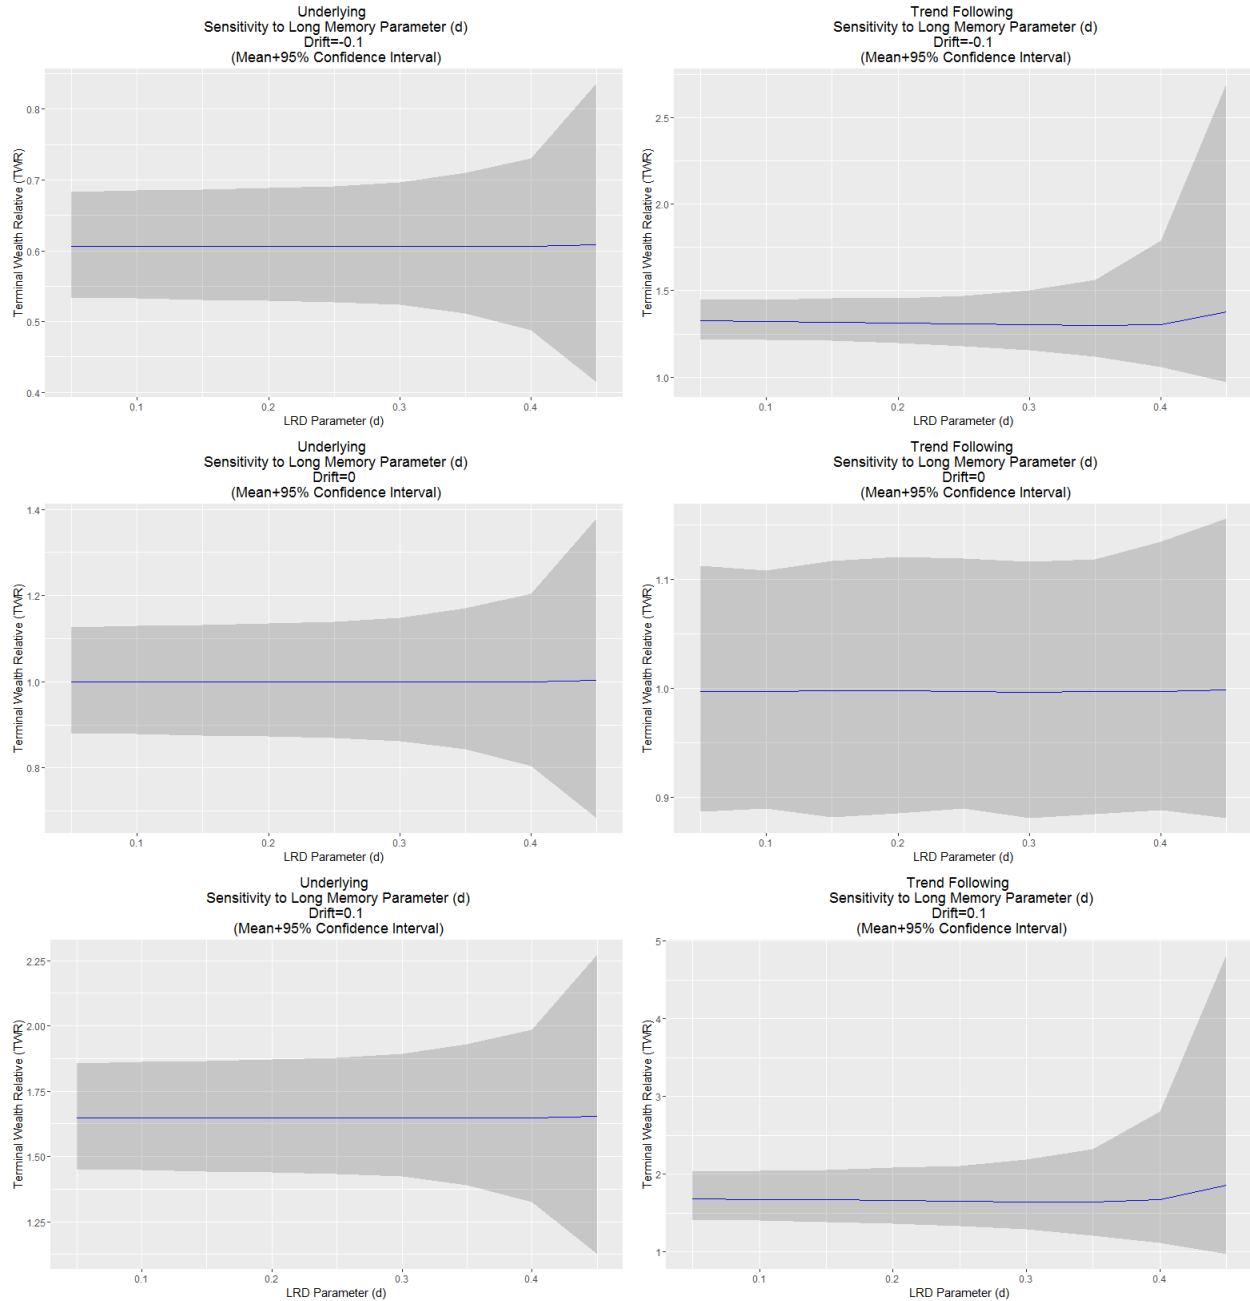 Underlying
Sensitivity to Long Memory Parameter (d)
Drift=-0.1
(Mean+95% Confidence Interval)
Terminal Wealth Relative (TWR)
0.8
0.7
0.6
0.5
0.4
0.1 0.2 0.3 0.4
LRD Parameter (d)
Trend Following
Sensitivity to Long Memory Parameter (d)
Drift=-0.1
(Mean+95% Confidence Interval)
Terminal Wealth Relative (TWR)
2.5
2.0
1.5
1.0
0.1 0.2 0.3 0.4
LRD Parameter (d)
Underlying
Sensitivity to Long Memory Parameter (d)
Drift=0
(Mean+95% Confidence Interval)
Terminal Wealth Relative (TWR)
1.4
1.2
1.0
0.8
0.1 0.2 0.3 0.4
LRD Parameter (d)
Trend Following
Sensitivity to Long Memory Parameter (d)
Drift=0
(Mean+95% Confidence Interval)
Terminal Wealth Relative (TWR)
1.1
1.0
0.9
0.1 0.2 0.3 0.4
LRD Parameter (d)
Underlying
Sensitivity to Long Memory Parameter (d)
Drift=0.1
(Mean+95% Confidence Interval)
Terminal Wealth Relative (TWR)
2.25
2.00
1.75
1.50
1.25
0.1 0.2 0.3 0.4
LRD Parameter (d)
Trend Following
Sensitivity to Long Memory Parameter (d)
Drift=0.1
(Mean+95% Confidence Interval)
Terminal Wealth Relative (TWR)
5
4
3
2
1
0.1 0.2 0.3 0.4
LRD Parameter (d)